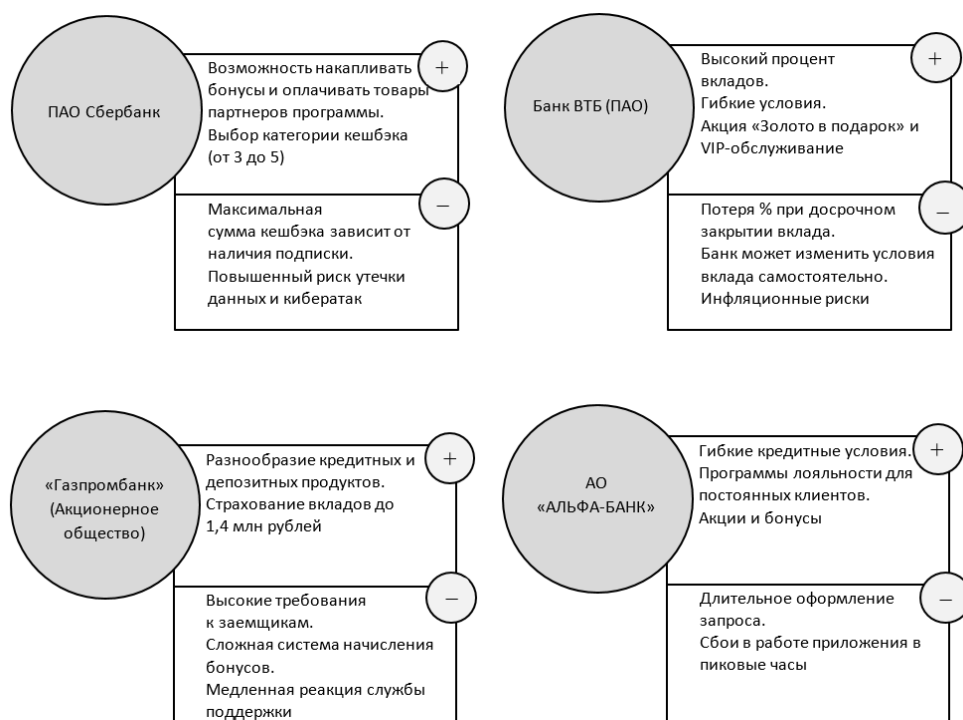 ПАО Сбербанк
+
Возможность накапливать
бонусы и оплачивать товары
партнеров программы.
Выбор категории кешбэка
(от 3 до 5)
–
Максимальная
сумма кешбэка зависит от
наличия подписки.
Повышенный риск утечки
данных и кибератак
Банк ВТБ (ПАО)
+
Высокий процент
вкладов.
Гибкие условия.
Акция «Золото в подарок» и
VIP-обслуживание
–
Потеря % при досрочном
закрытии вклада.
Банк может изменить условия
вклада самостоятельно.
Инфляционные риски
«Газпромбанк»
(Акционерное
общество)
+
Разнообразие кредитных и
депозитных продуктов.
Страхование вкладов до
1,4 млн рублей
–
Высокие требования
к заемщикам.
Сложная система начисления
бонусов.
Медленная реакция службы
поддержки
АО
«АЛЬФА-БАНК»
+
Гибкие кредитные условия.
Программы лояльности для
постоянных клиентов.
Акции и бонусы
–
Длительное оформление
запроса.
Сбои в работе приложения в
пиковые часы